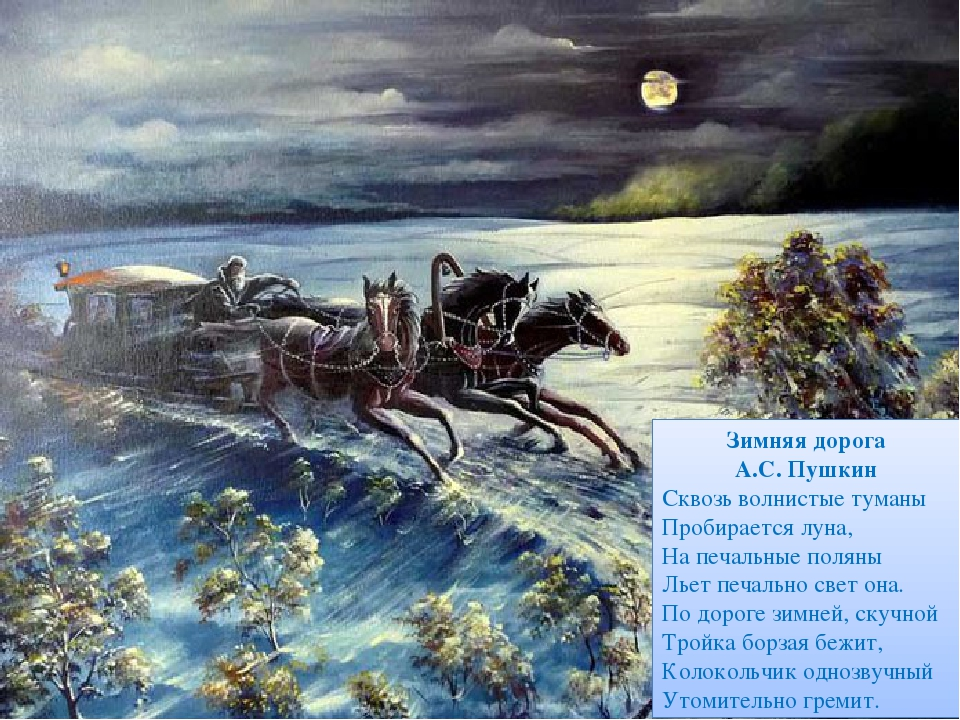 Зимняя дорога
А.С. Пушкин
Сквозь волнистые туманы
Пробирается луна,
На печальные поляны
Льет печально свет она.
По дороге зимней, скучной
Тройка борзая бежит,
Колокольчик однозвучный
Утомительно гремит.